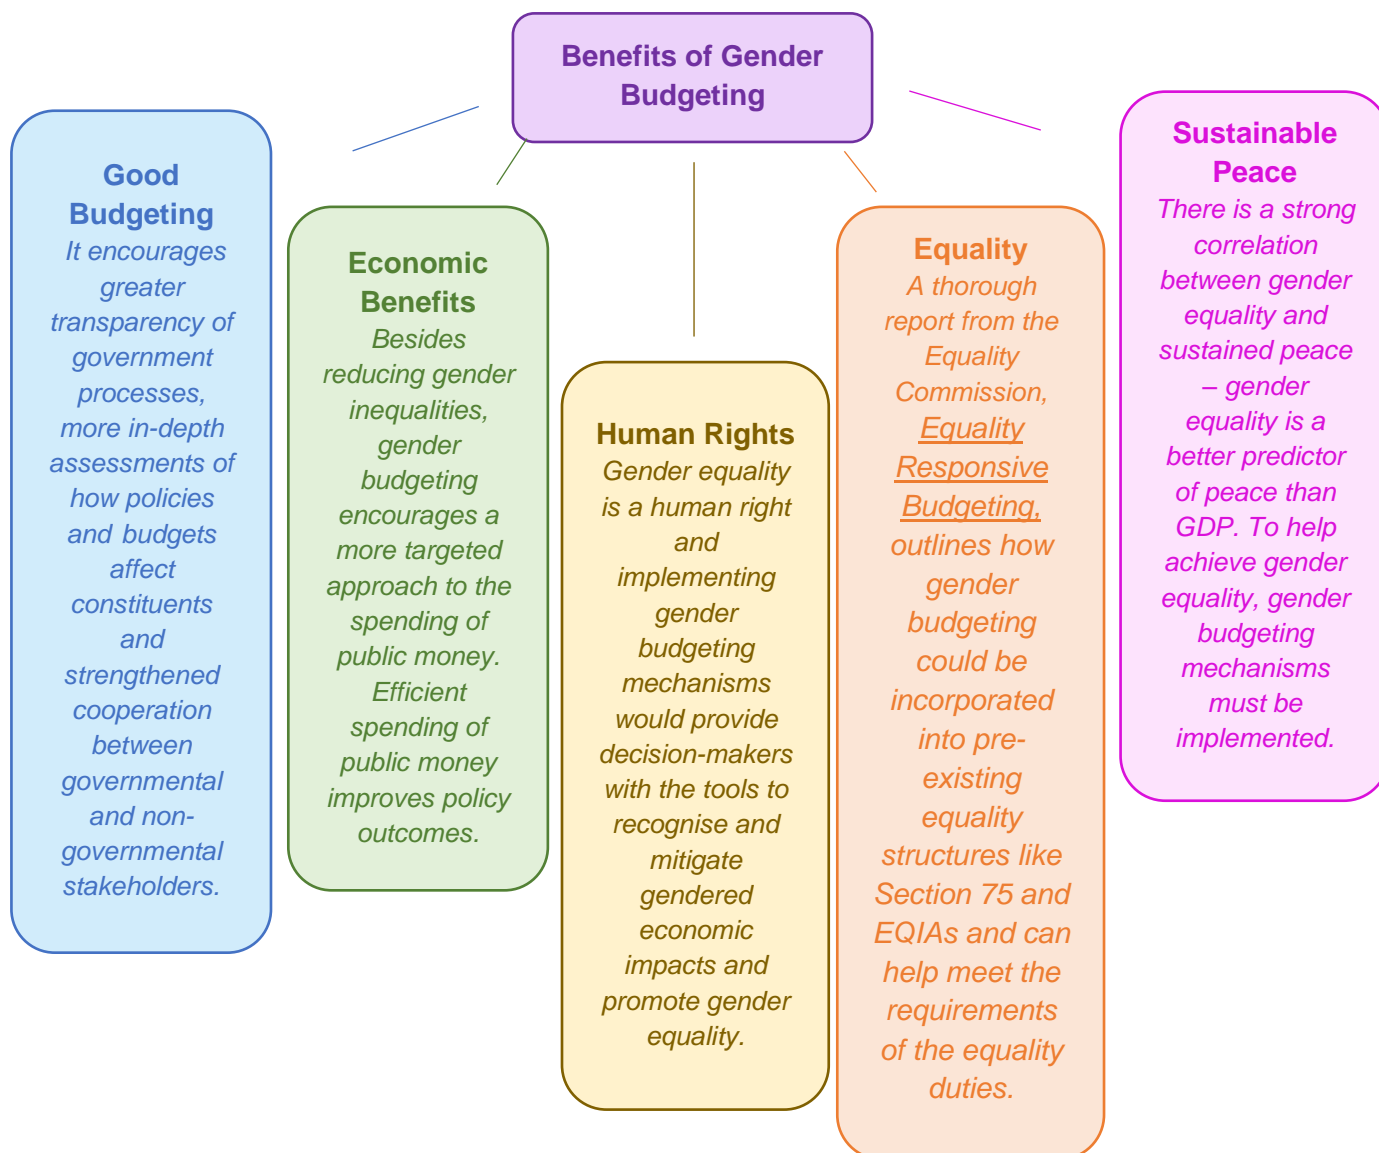 Benefits of Gender
Budgeting
Good
Budgeting
It encourages
greater
transparency of
government
processes,
more in-depth
assessments of
how policies
and budgets
affect
constituents
and
strengthened
cooperation
between
governmental
and non-
governmental
stakeholders.
Economic
Benefits
Besides
reducing gender
inequalities,
gender
budgeting
encourages a
more targeted
approach to the
spending of
public money.
Efficient
spending of
public money
improves policy
outcomes.
Human Rights
Gender equality
is a human right
and
implementing
gender
budgeting
mechanisms
would provide
decision-makers
with the tools to
recognise and
mitigate
gendered
economic
impacts and
promote gender
equality.
Equality
A thorough
report from the
Equality
Commission,
Equality
Responsive
Budgeting,
outlines how
gender
budgeting
could be
incorporated
into pre-
existing
equality
structures like
Section 75 and
EQIAs and can
help meet the
requirements
of the equality
duties.
Sustainable
Peace
There is a strong
correlation
between gender
equality and
sustained peace
– gender
equality is a
better predictor
of peace than
GDP. To help
achieve gender
equality, gender
budgeting
mechanisms
must be
implemented.